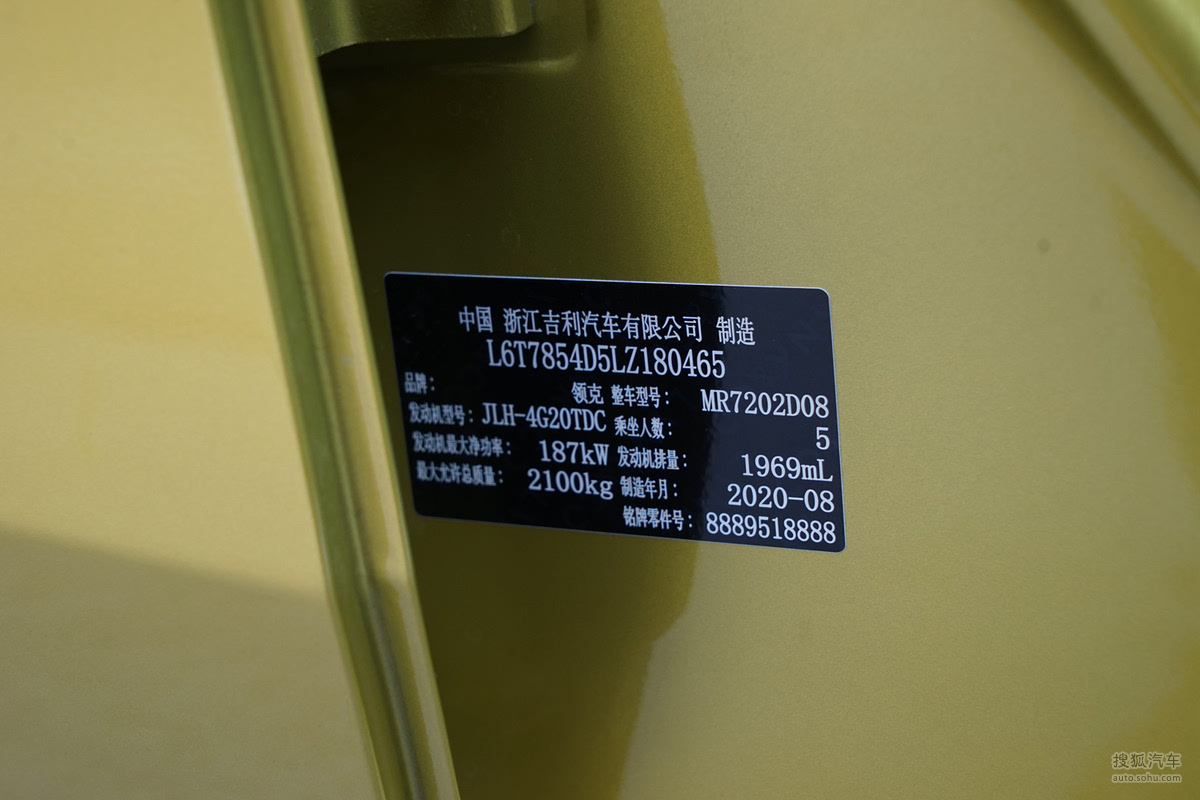 中国 浙江吉利汽车有限公司 制造
L6T7854D5LZ180465
品牌： 领克 整车型号： MR7202D08
发动机型号：JLH-4G20TDC 乘坐人数： 5
发动机最大净功率： 187kW 发动机排量： 1969mL
最大允许总质量： 2100kg 制造年月： 2020-08
铭牌零件号： 8889518888
搜狐汽车
auto.sohu.com